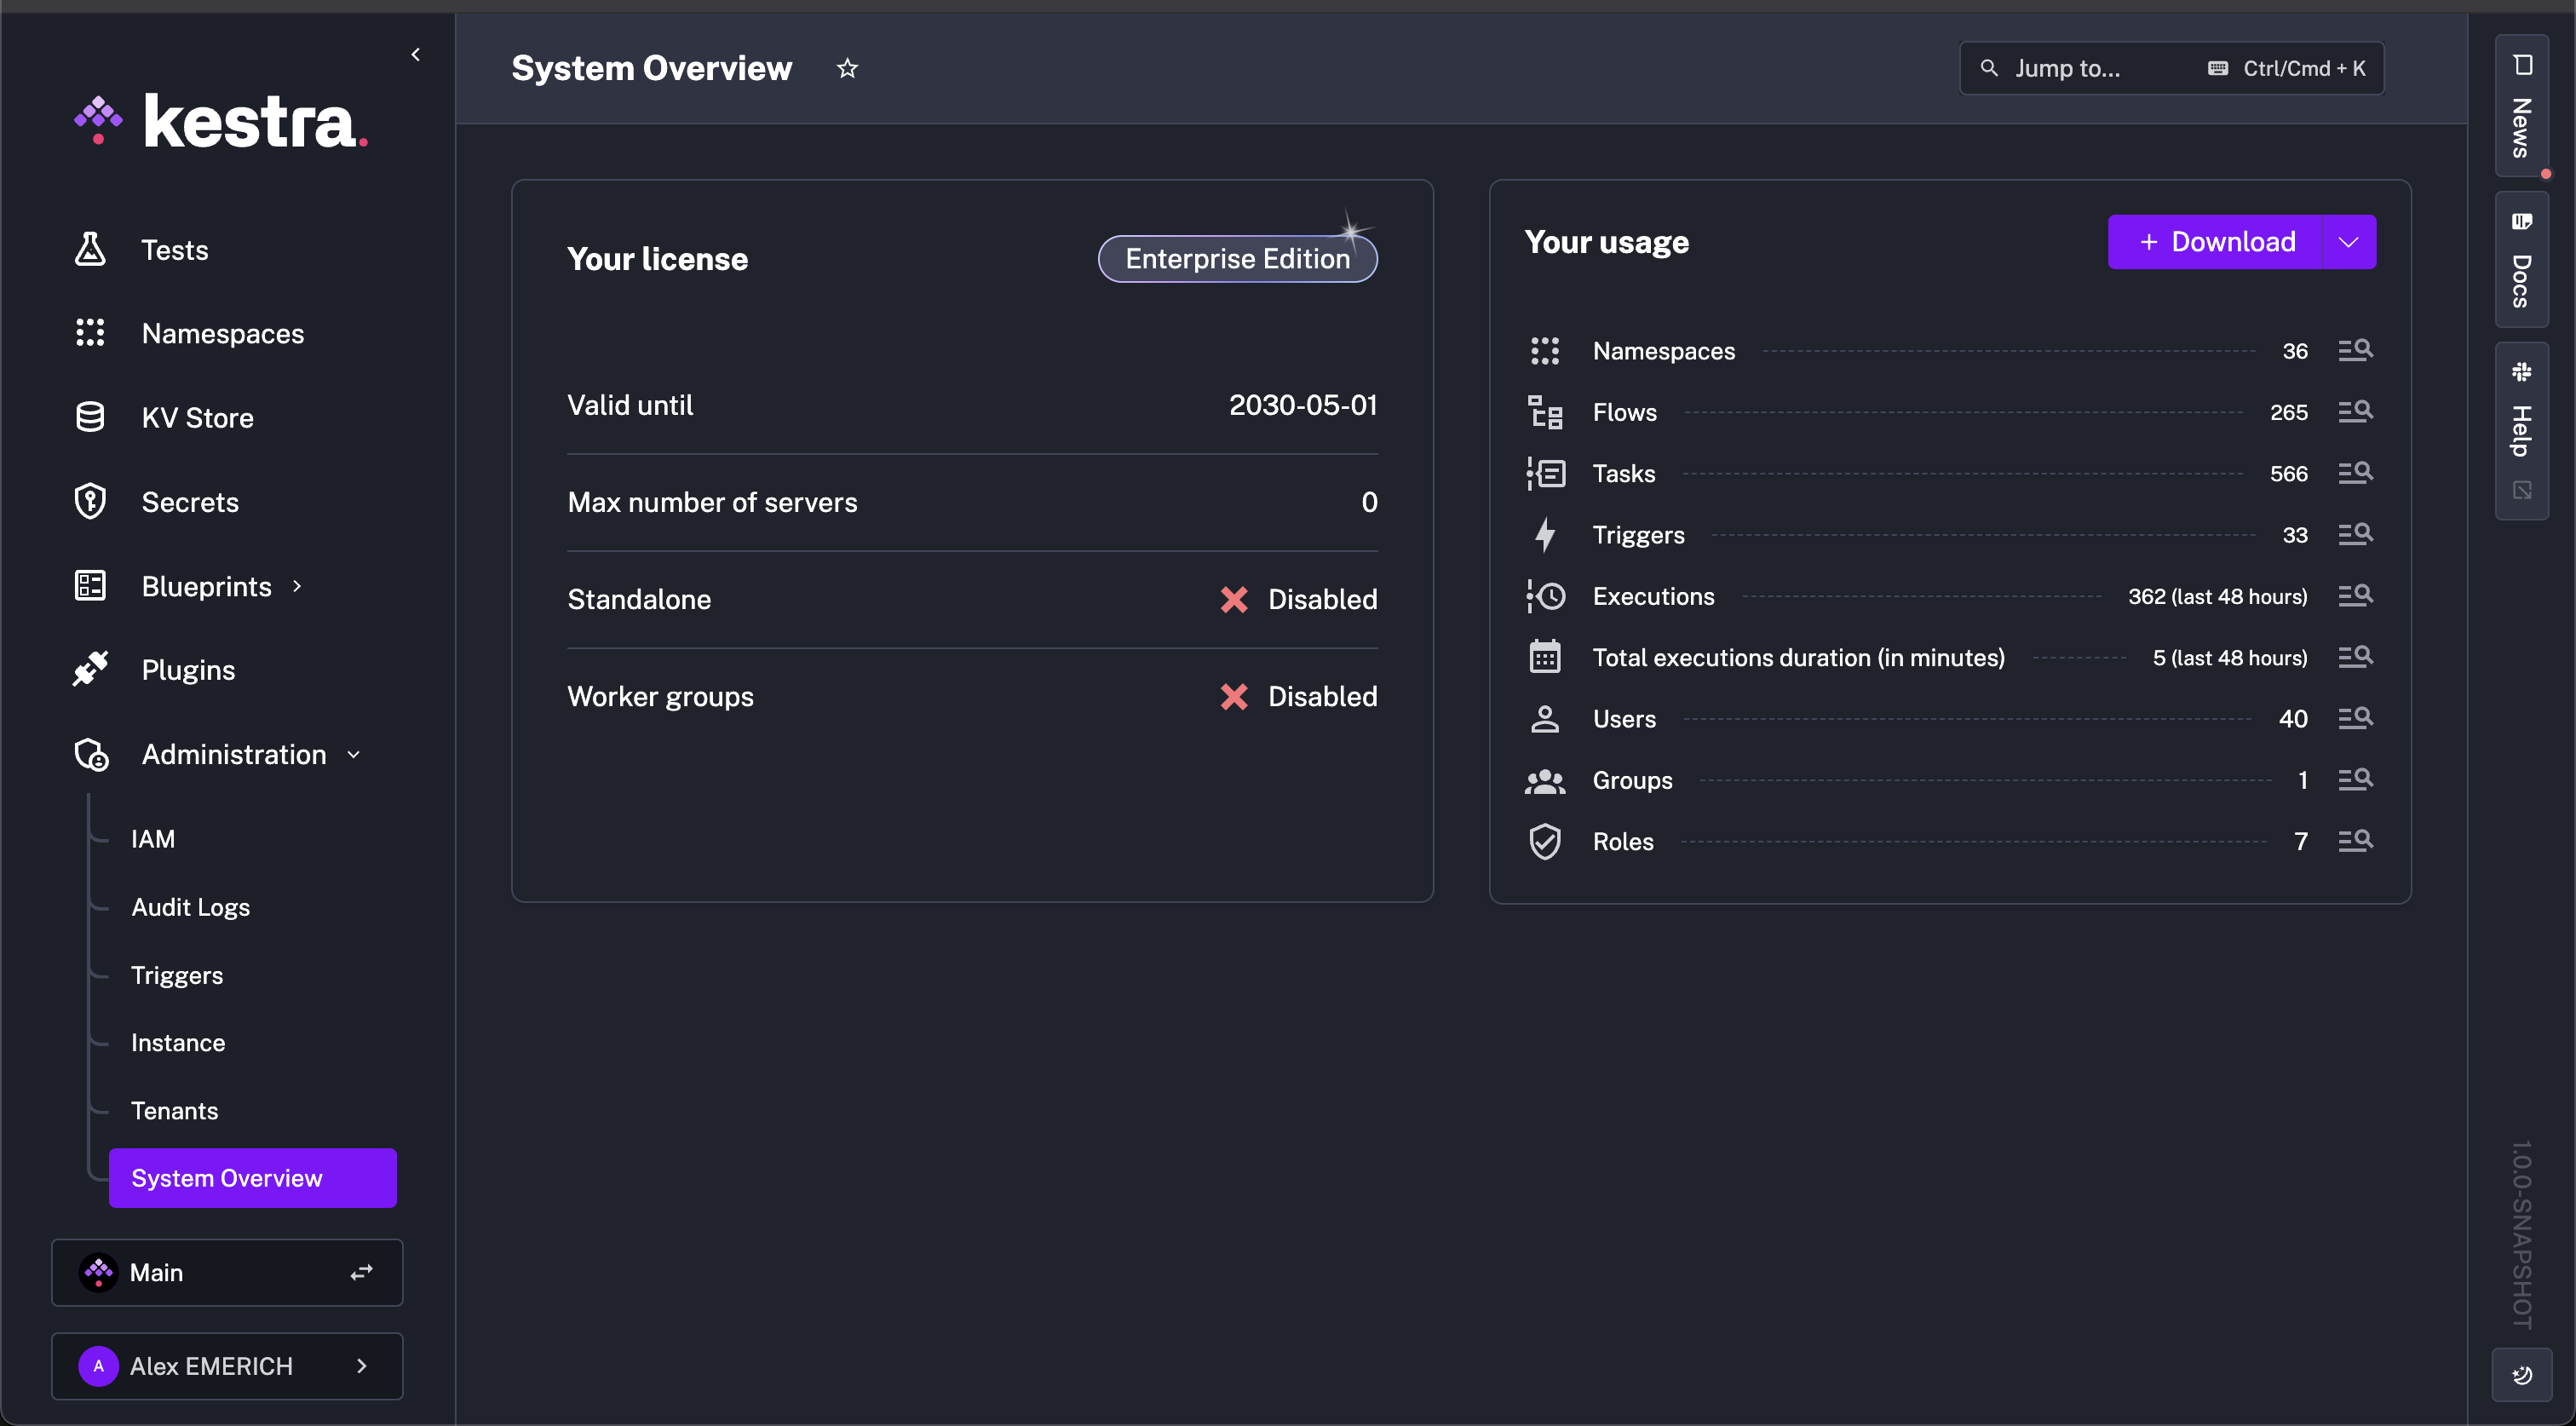 kestra.
Tests
Namespaces
KV Store
Secrets
Blueprints
Plugins
Administration
IAM
Audit Logs
Triggers
Instance
Tenants
System Overview
Main
A Alex EMERICH
System Overview
Jump to... Ctrl/Cmd + K
Your license Enterprise Edition
Valid until 2030-05-01
Max number of servers 0
Standalone Disabled
Worker groups Disabled
Your usage + Download
Namespaces 36
Flows 265
Tasks 566
Triggers 33
Executions 362 (last 48 hours)
Total executions duration (in minutes) 5 (last 48 hours)
Users 40
Groups 1
Roles 7
News
Docs
Help
1.0.0-SNAPSHOT